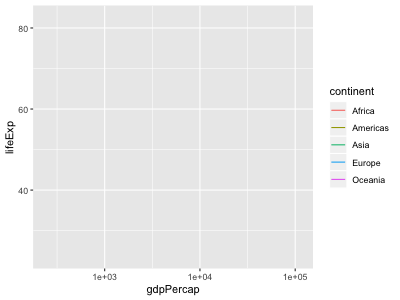 80
60
40
lifeExp
1e+03
1e+04
1e+05
gdpPercap
continent
Africa
Americas
Asia
Europe
Oceania